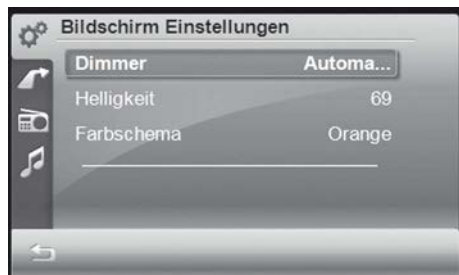 Bildschirm Einstellungen
Dimmer Automa...
Helligkeit 69
Farbschema Orange